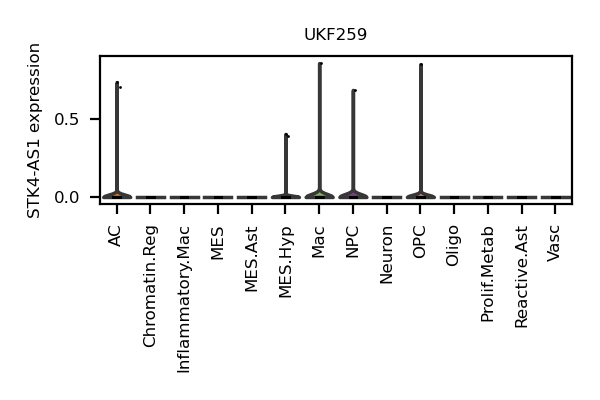 UKF259
STK4-AS1 expression
0.5
0.0
AC
Chromatin.Reg
Inflammatory.Mac
MES
MES.Ast
MES.Hyp
Mac
NPC
Neuron
OPC
Oligo
Prolif.Metab
Reactive.Ast
Vasc